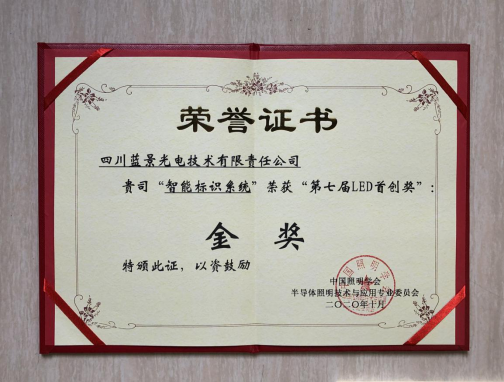 荣誉证书
四川蓝景光电技术有限责任公司
贵司“智能标识系统”荣获“第七届LED首创奖”：
金 奖
特颁此证，以资鼓励
中国照明学会
半导体照明技术与应用专业委员会
二〇二〇年十月